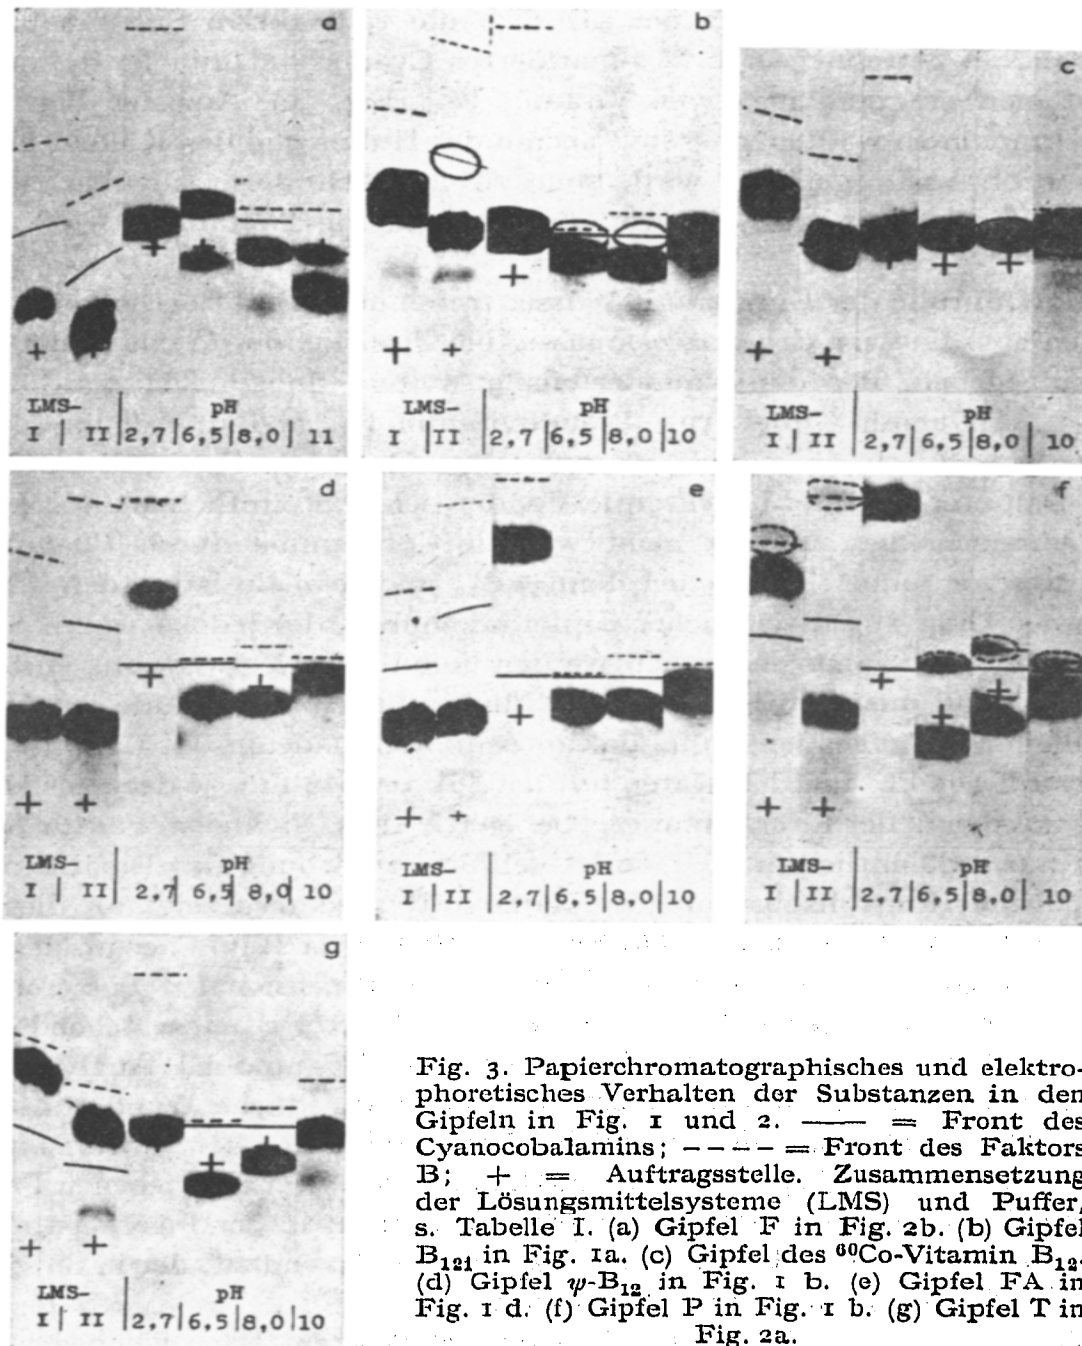 a
LMS- pH
I | II | 2,7 | 6,5 | 8,0 | 11
b
LMS- pH
I | II | 2,7 | 6,5 | 8,0 | 10
c
LMS- pH
I | II | 2,7 | 6,5 | 8,0 | 10
d
LMS- pH
I | II | 2,7 | 6,5 | 8,0 | 10
e
LMS- pH
I | II | 2,7 | 6,5 | 8,0 | 10
f
LMS- pH
I | II | 2,7 | 6,5 | 8,0 | 10
g
LMS- pH
I | II | 2,7 | 6,5 | 8,0 | 10
Fig. 3. Papierchromatographisches und elektro-
phoretisches Verhalten der Substanzen in den
Gipfeln in Fig. 1 und 2. —— = Front des
Cyanocobalamins; ---- = Front des Faktors
B; + = Auftragsstelle. Zusammensetzung
der Lösungsmittelsysteme (LMS) und Puffer,
s. Tabelle I. (a) Gipfel F in Fig. 2b. (b) Gipfel
B₁₂₁ in Fig. 1a. (c) Gipfel des ⁶⁰Co-Vitamin B₁₂.
(d) Gipfel ψ-B₁₂ in Fig. 1 b. (e) Gipfel FA in
Fig. 1 d. (f) Gipfel P in Fig. 1 b. (g) Gipfel T in
Fig. 2a.